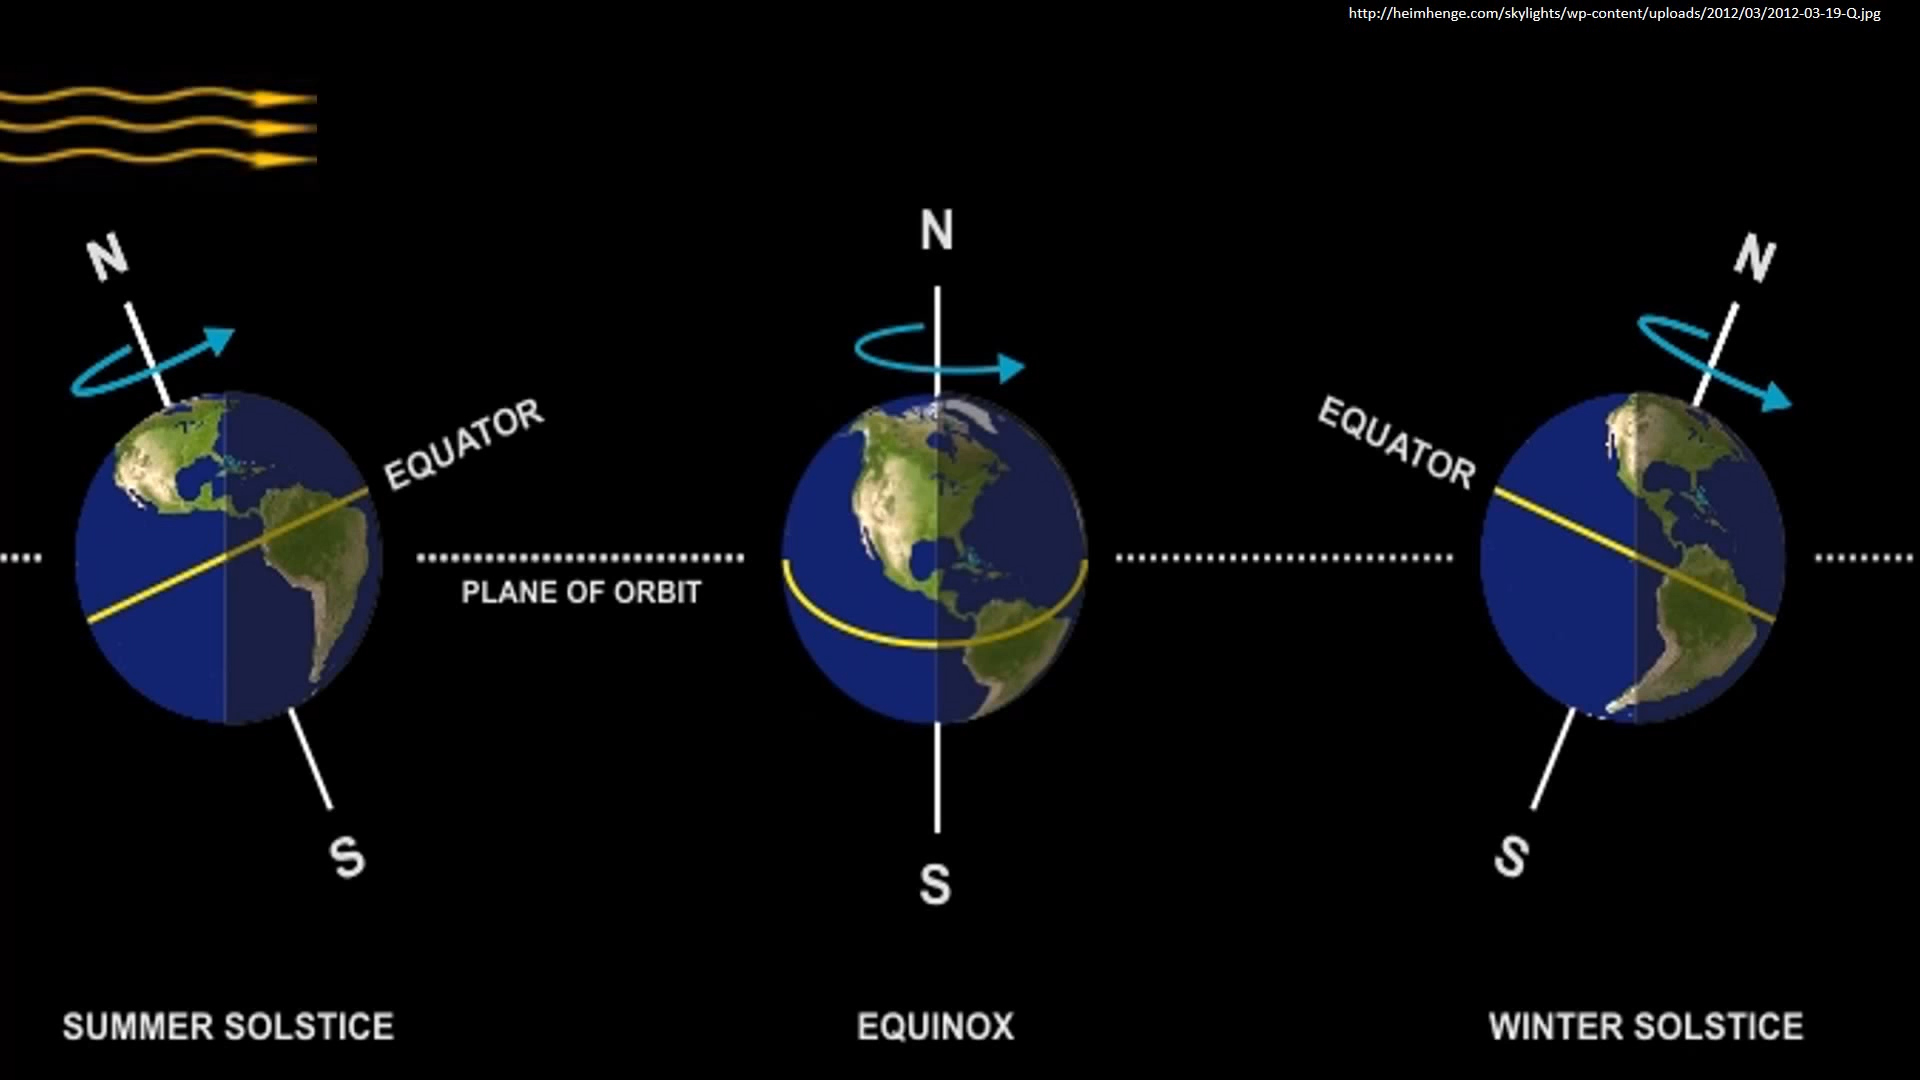 http://heimhenge.com/skylights/wp-content/uploads/2012/03/2012-03-19-Q.jpg
N
N
N
EQUATOR
EQUATOR
PLANE OF ORBIT
S
S
S
SUMMER SOLSTICE
EQUINOX
WINTER SOLSTICE